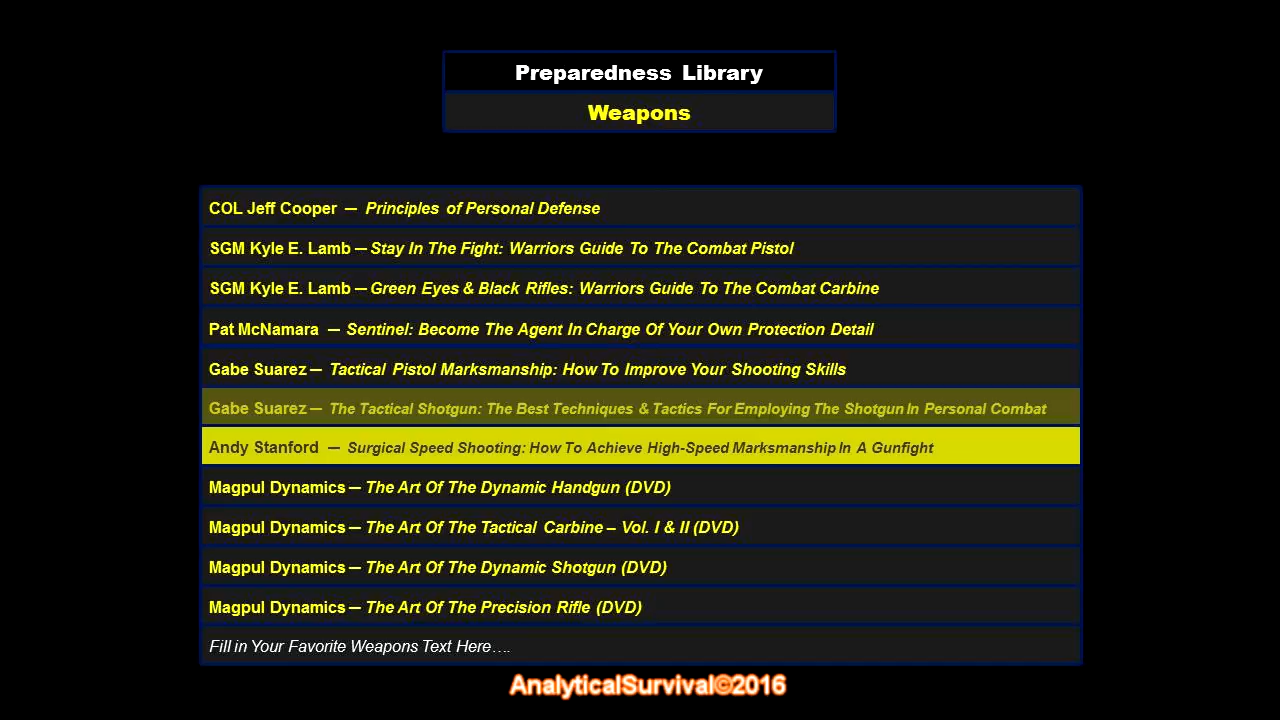 Preparedness Library
Weapons
COL Jeff Cooper — Principles of Personal Defense
SGM Kyle E. Lamb — Stay In The Fight: Warriors Guide To The Combat Pistol
SGM Kyle E. Lamb — Green Eyes & Black Rifles: Warriors Guide To The Combat Carbine
Pat McNamara — Sentinel: Become The Agent In Charge Of Your Own Protection Detail
Gabe Suarez — Tactical Pistol Marksmanship: How To Improve Your Shooting Skills
Gabe Suarez — The Tactical Shotgun: The Best Techniques & Tactics For Employing The Shotgun In Personal Combat
Andy Stanford — Surgical Speed Shooting: How To Achieve High-Speed Marksmanship In A Gunfight
Magpul Dynamics — The Art Of The Dynamic Handgun (DVD)
Magpul Dynamics — The Art Of The Tactical Carbine – Vol. I & II (DVD)
Magpul Dynamics — The Art Of The Dynamic Shotgun (DVD)
Magpul Dynamics — The Art Of The Precision Rifle (DVD)
Fill in Your Favorite Weapons Text Here….
AnalyticalSurvival©2016